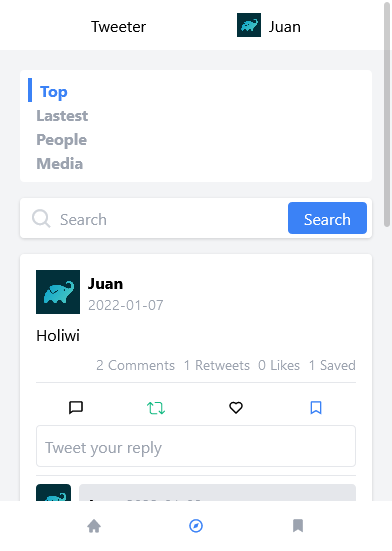 Tweeter
Juan
Top
Lastest
People
Media
Search
Search
Juan
2022-01-07
Holiwi
2 Comments 1 Retweets 0 Likes 1 Saved
Tweet your reply